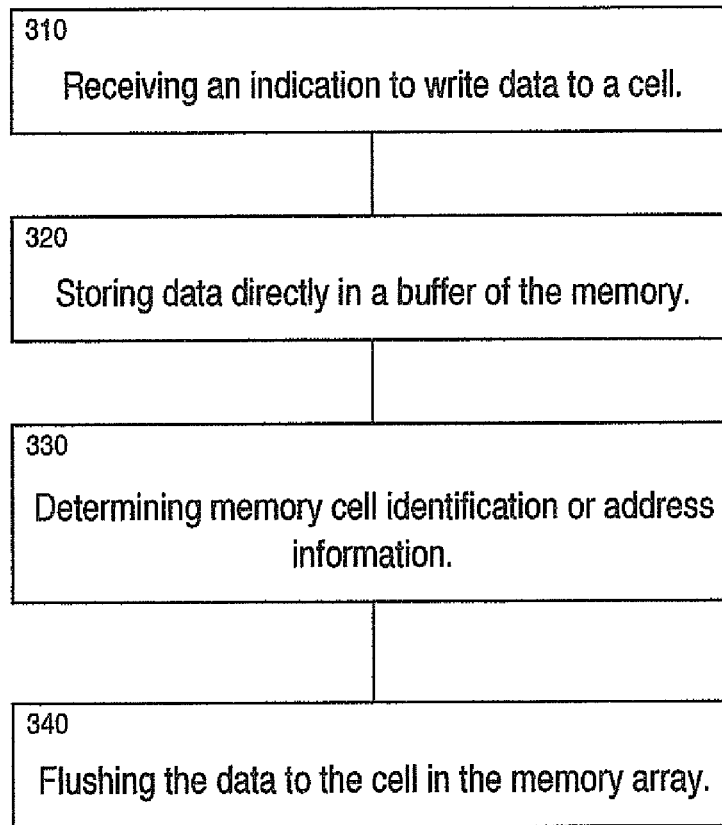 310
Receiving an indication to write data to a cell.
320
Storing data directly in a buffer of the memory.
330
Determining memory cell identification or address
information.
340
Flushing the data to the cell in the memory array.